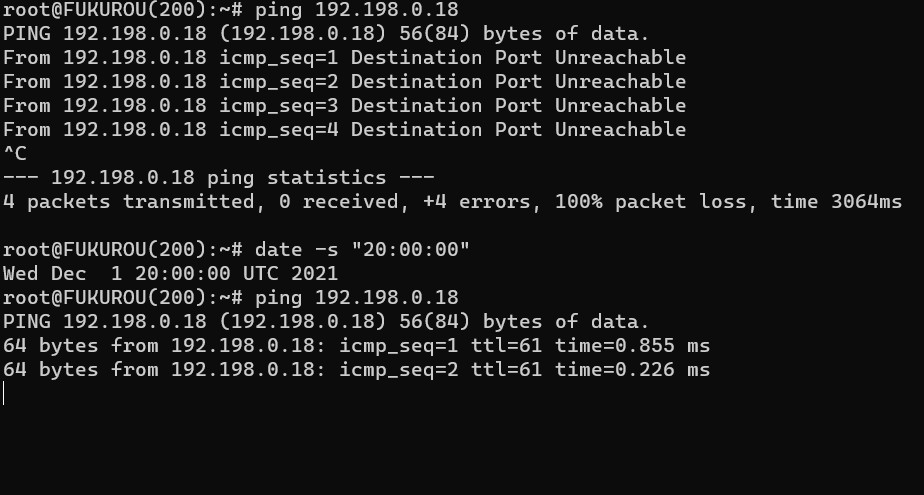 root@FUKUROU(200):~# ping 192.198.0.18
PING 192.198.0.18 (192.198.0.18) 56(84) bytes of data.
From 192.198.0.18 icmp_seq=1 Destination Port Unreachable
From 192.198.0.18 icmp_seq=2 Destination Port Unreachable
From 192.198.0.18 icmp_seq=3 Destination Port Unreachable
From 192.198.0.18 icmp_seq=4 Destination Port Unreachable
^C
--- 192.198.0.18 ping statistics ---
4 packets transmitted, 0 received, +4 errors, 100% packet loss, time 3064ms

root@FUKUROU(200):~# date -s "20:00:00"
Wed Dec  1 20:00:00 UTC 2021
root@FUKUROU(200):~# ping 192.198.0.18
PING 192.198.0.18 (192.198.0.18) 56(84) bytes of data.
64 bytes from 192.198.0.18: icmp_seq=1 ttl=61 time=0.855 ms
64 bytes from 192.198.0.18: icmp_seq=2 ttl=61 time=0.226 ms